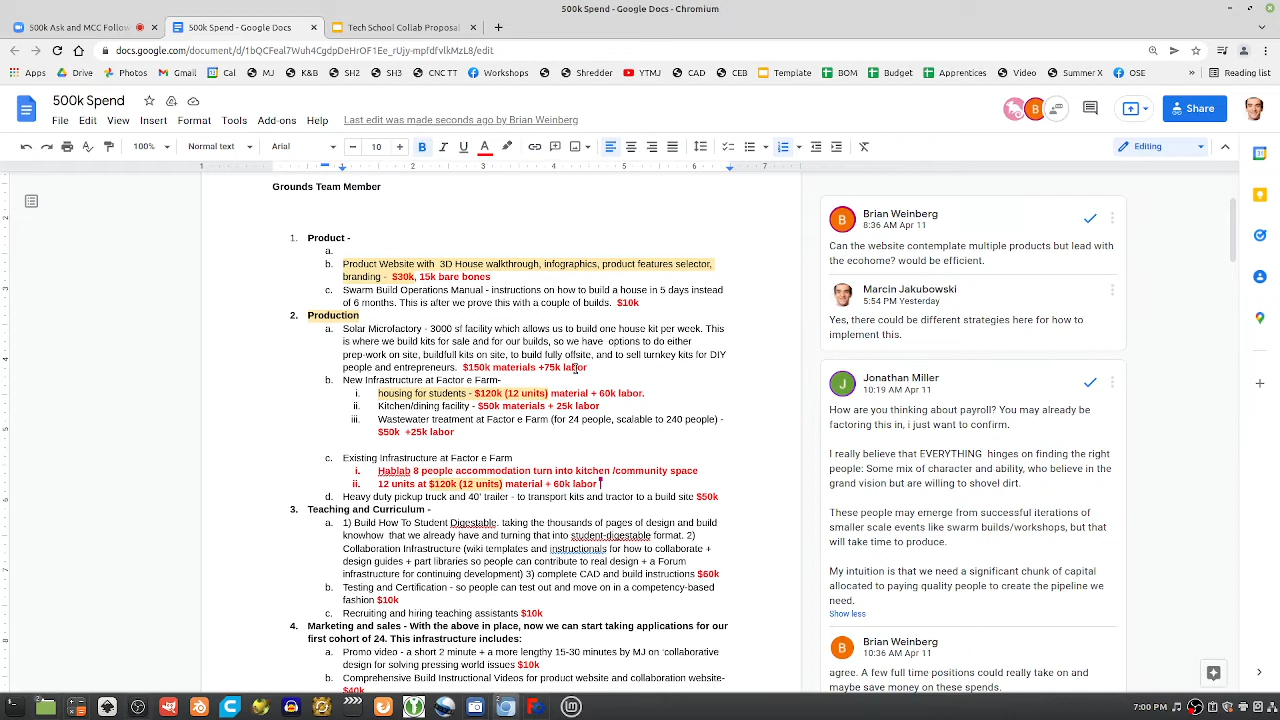 500k Spend - Google Docs - Chromium
500k Ask and MCC Follow
500k Spend - Google Docs
Tech School Collab Proposal
docs.google.com/document/d/1bQCFeal7Wuh4CgdpDeHrOF1Ee_rUjy-mpfdfvlkMzL8/edit
Apps Drive Photos Gmail Cal MJ K&B SH2 SH3 CNC TT Workshops Shredder YTMJ CAD CEB Template BOM Budget Apprentices Video Summer X OSE » Reading list
500k Spend
File Edit View Insert Format Tools Add-ons Help Last edit was made seconds ago by Brian Weinberg
Share
100% Normal text Arial 10 Editing
1 1 2 3 4 5 6 7
Grounds Team Member
1. Product -
a.
b. Product Website with 3D House walkthrough, infographics, product features selector,
branding - $30k, 15k bare bones
c. Swarm Build Operations Manual - instructions on how to build a house in 5 days instead
of 6 months. This is after we prove this with a couple of builds. $10k
2. Production
a. Solar Microfactory - 3000 sf facility which allows us to build one house kit per week. This
is where we build kits for sale and for our builds, so we have options to do either
prep-work on site, buildfull kits on site, to build fully offsite, and to sell turnkey kits for DIY
people and entrepreneurs. $150k materials +75k labor
b. New Infrastructure at Factor e Farm-
i. housing for students - $120k (12 units) material + 60k labor.
ii. Kitchen/dining facility - $50k materials + 25k labor
iii. Wastewater treatment at Factor e Farm (for 24 people, scalable to 240 people) -
$50k +25k labor
c. Existing Infrastructure at Factor e Farm
i. Hablab 8 people accommodation turn into kitchen /community space
ii. 12 units at $120k (12 units) material + 60k labor
d. Heavy duty pickup truck and 40' trailer - to transport kits and tractor to a build site $50k
3. Teaching and Curriculum -
a. 1) Build How To Student Digestable. taking the thousands of pages of design and build
knowhow that we already have and turning that into student-digestable format. 2)
Collaboration Infrastructure (wiki templates and instructionals for how to collaborate +
design guides + part libraries so people can contribute to real design + a Forum
infrastructure for continuing development) 3) complete CAD and build instructions $60k
b. Testing and Certification - so people can test out and move on in a competency-based
fashion $10k
c. Recruiting and hiring teaching assistants $10k
4. Marketing and sales - With the above in place, now we can start taking applications for our
first cohort of 24. This infrastructure includes:
a. Promo video - a short 2 minute + a more lengthy 15-30 minutes by MJ on 'collaborative
design for solving pressing world issues $10k
b. Comprehensive Build Instructional Videos for product website and collaboration website-
$40k
Brian Weinberg
8:36 AM Apr 11
Can the website contemplate multiple products but lead with
the ecohome? would be efficient.
Marcin Jakubowski
5:54 PM Yesterday
Yes, there could be different strategies here for how to
implement this.
Jonathan Miller
10:19 AM Apr 11
How are you thinking about payroll? You may already be
factoring this in, i just want to confirm.
I really believe that EVERYTHING hinges on finding the right
people: Some mix of character and ability, who believe in the
grand vision but are willing to shovel dirt.
These people may emerge from successful iterations of
smaller scale events like swarm builds/workshops, but that
will take time to produce.
My intuition is that we need a significant chunk of capital
allocated to paying quality people to create the pipeline we
need.
Show less
Brian Weinberg
10:36 AM Apr 11
agree. A few full time positions could really take on and
maybe save money on these spends.
7:00 PM